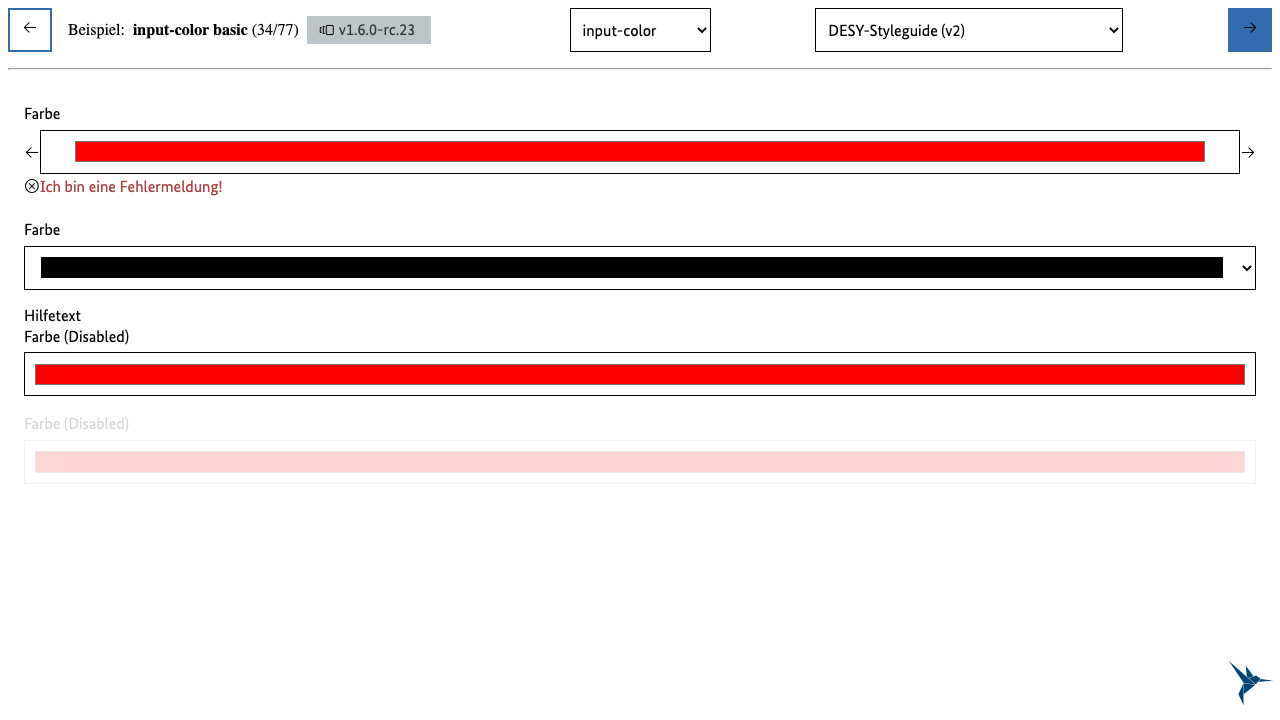 Beispiel: input-color basic (34/77) v1.6.0-rc.23 input-color DESY-Styleguide (v2)
Farbe
Ich bin eine Fehlermeldung!
Farbe
Hilfetext
Farbe (Disabled)
Farbe (Disabled)